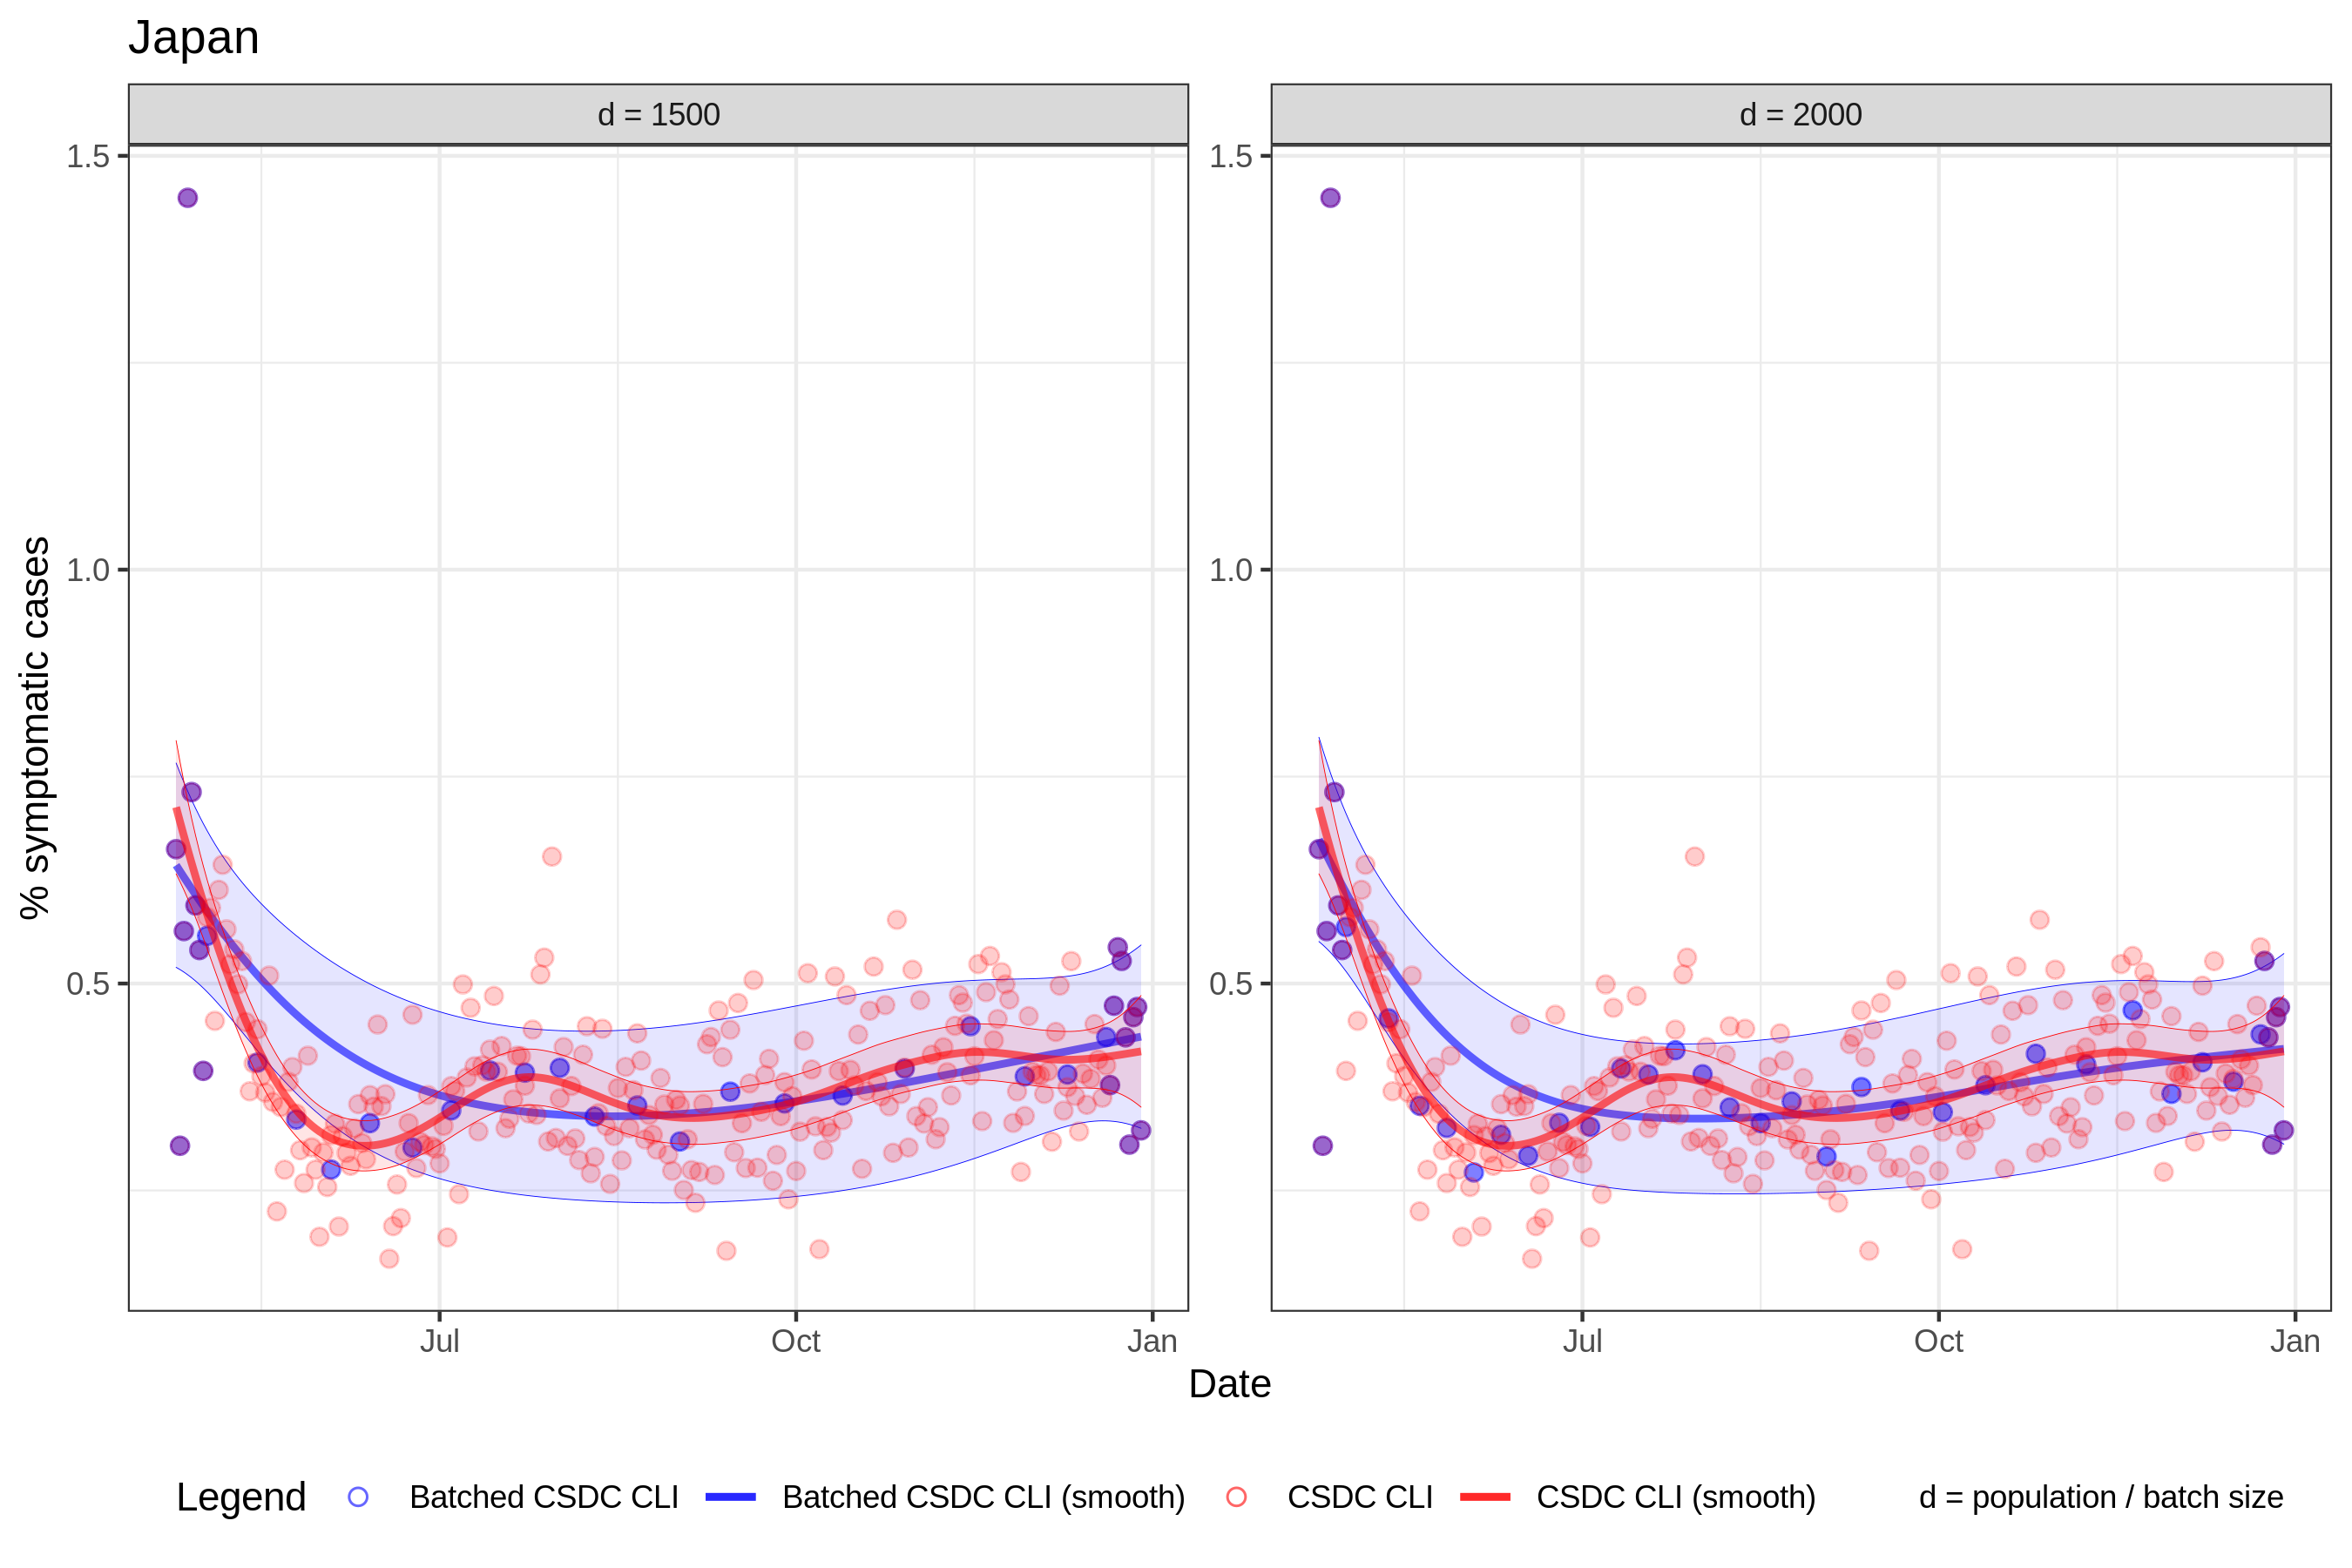 Japan
d = 1500
d = 2000
% symptomatic cases
1.5
1.0
0.5
1.5
1.0
0.5
Jul
Oct
Jan
Jul
Oct
Jan
Date
Legend
Batched CSDC CLI
Batched CSDC CLI (smooth)
CSDC CLI
CSDC CLI (smooth)
d = population / batch size